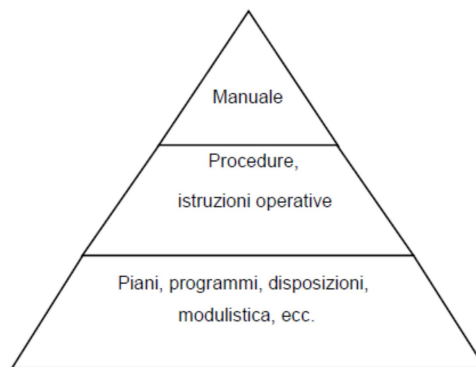 Manuale
Procedure,
istruzioni operative
Piani, programmi, disposizioni,
modulistica, ecc.